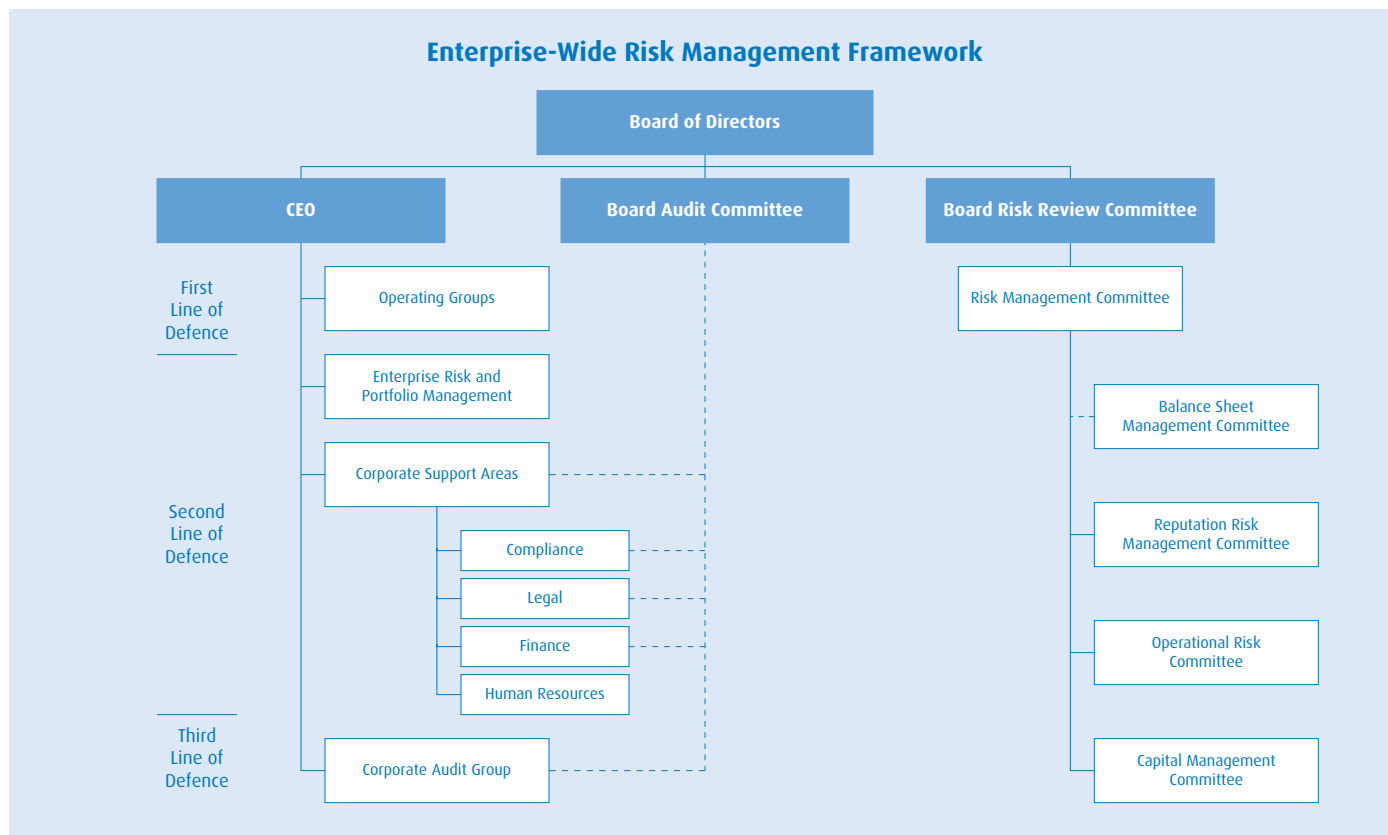 Enterprise-Wide Risk Management Framework
Board of Directors
CEO
Board Audit Committee
Board Risk Review Committee
First
Line of
Defence
Operating Groups
Risk Management Committee
Enterprise Risk and
Portfolio Management
Balance Sheet
Management Committee
Corporate Support Areas
Second
Line of
Defence
Reputation Risk
Management Committee
Compliance
Legal
Finance
Human Resources
Operational Risk
Committee
Third
Line of
Defence
Corporate Audit Group
Capital Management
Committee